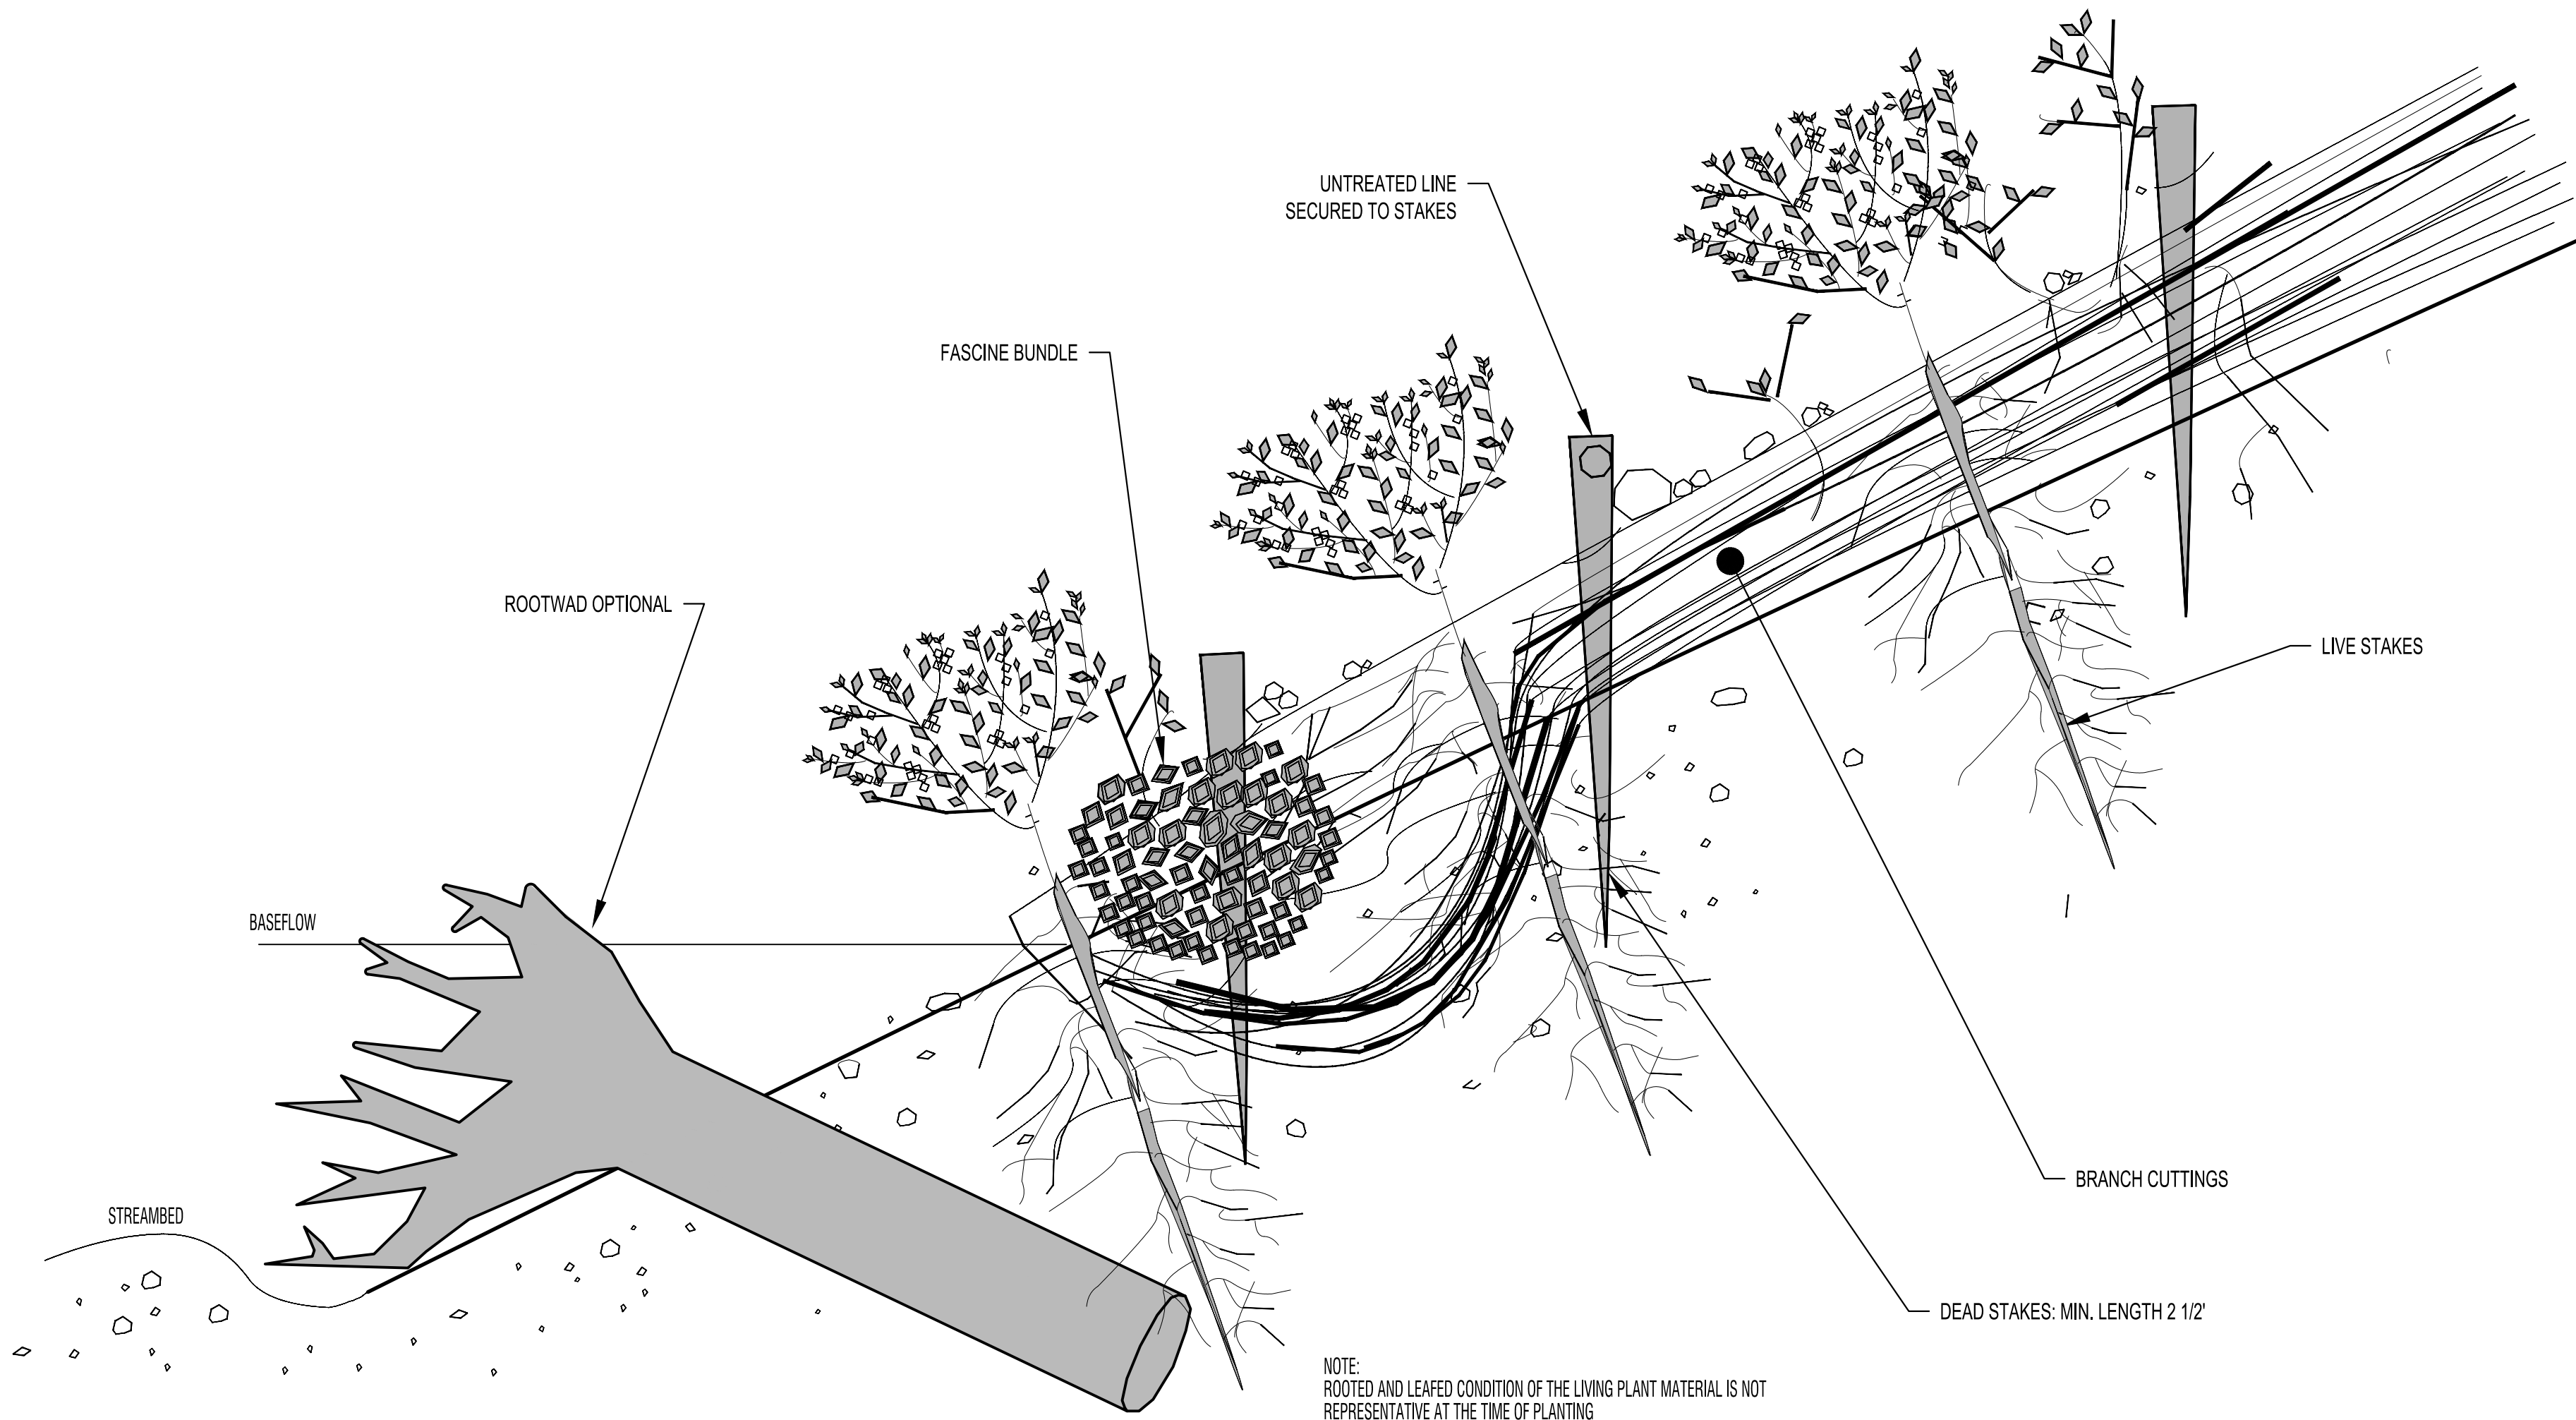 UNTREATED LINE
SECURED TO STAKES
FASCINE BUNDLE
ROOTWAD OPTIONAL
LIVE STAKES
BASEFLOW
BRANCH CUTTINGS
STREAMBED
DEAD STAKES: MIN. LENGTH 2 1/2'
NOTE:
ROOTED AND LEAFED CONDITION OF THE LIVING PLANT MATERIAL IS NOT
REPRESENTATIVE AT THE TIME OF PLANTING